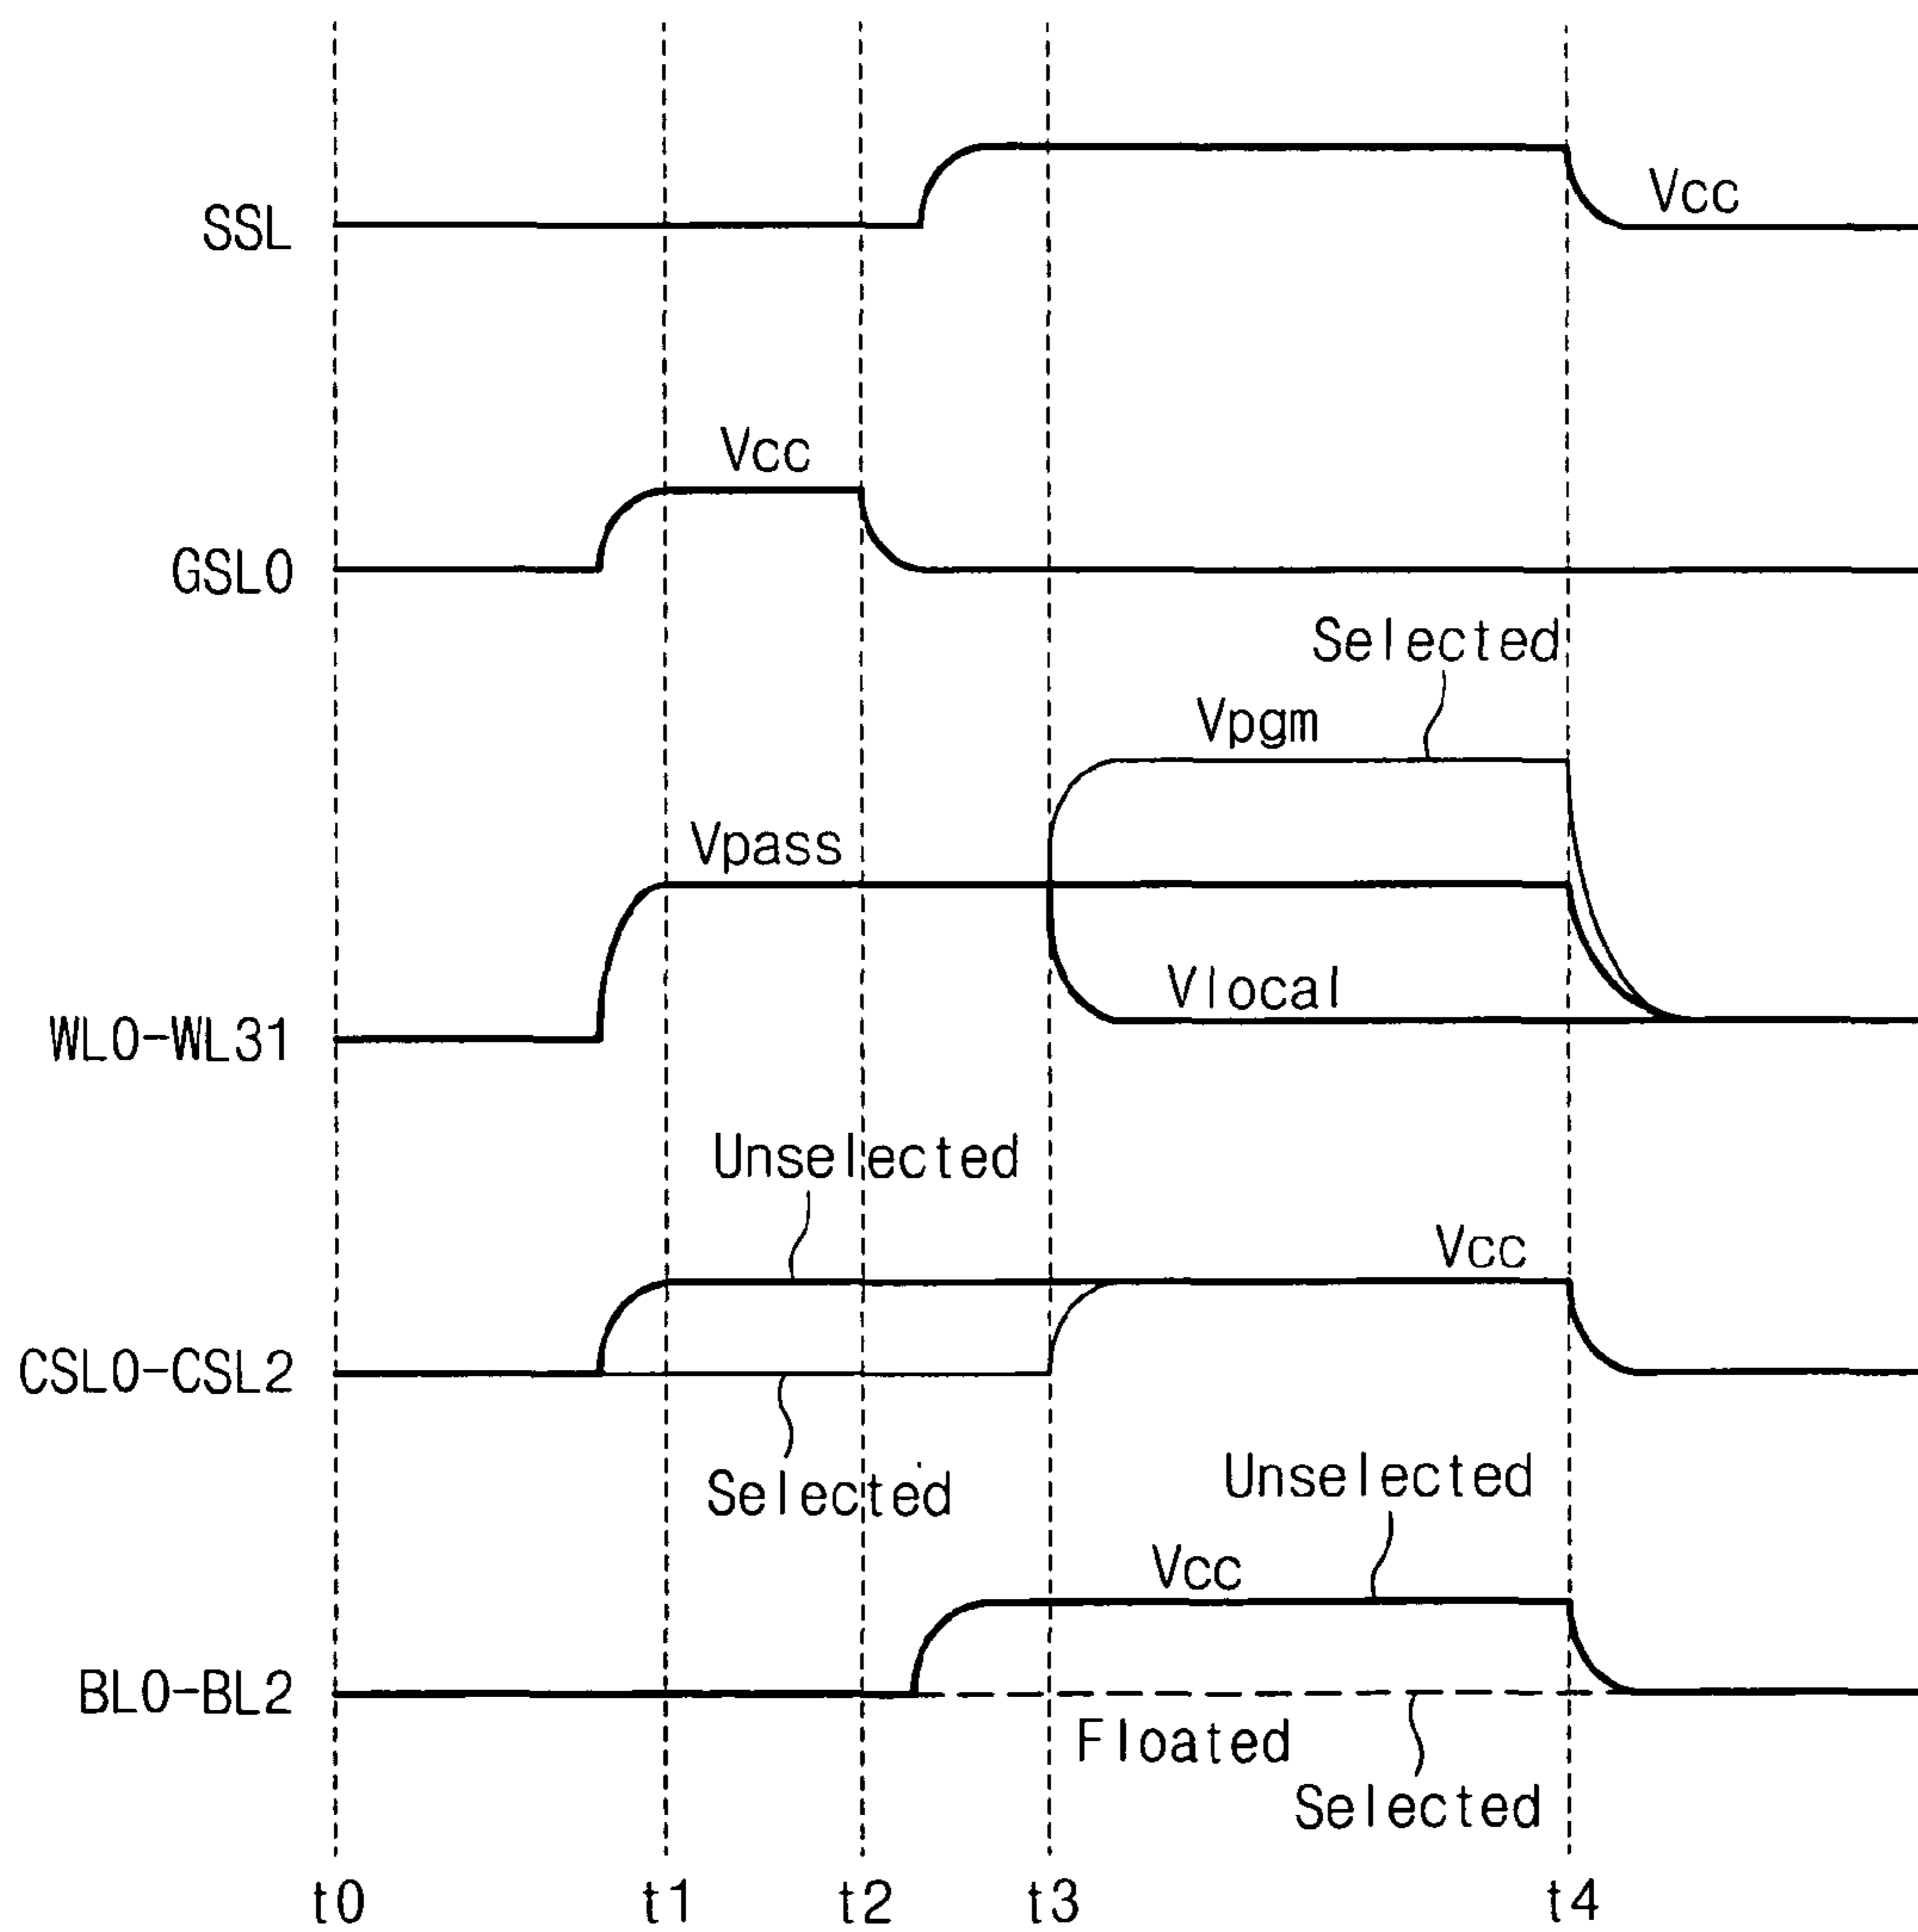 SSL
Vcc
Vcc
GSL0
Selected
Vpgm
Vpass
Vlocal
WL0-WL31
Unselected
Vcc
CSL0-CSL2
Selected
Unselected
Vcc
BL0-BL2
Floated
Selected
t0 t1 t2 t3 t4